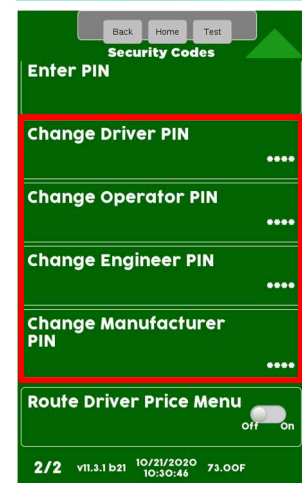 Back Home Test
Security Codes
Enter PIN
Change Driver PIN
****
Change Operator PIN
****
Change Engineer PIN
****
Change Manufacturer
PIN
****
Route Driver Price Menu
Off On
2/2 v11.3.1 b21 10/21/2020
10:30:46 73.00F